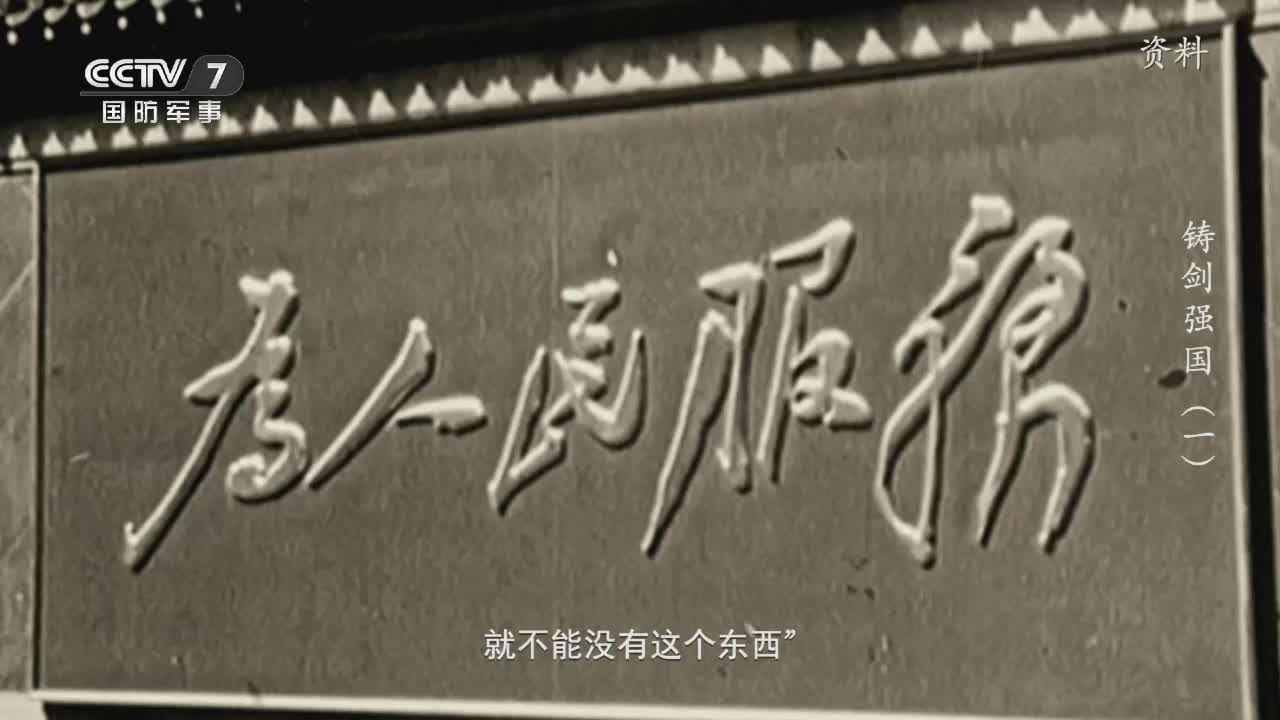 CCTV 7
国防军事
资料
为人民服务
铸剑强国（一）
就不能没有这个东西”